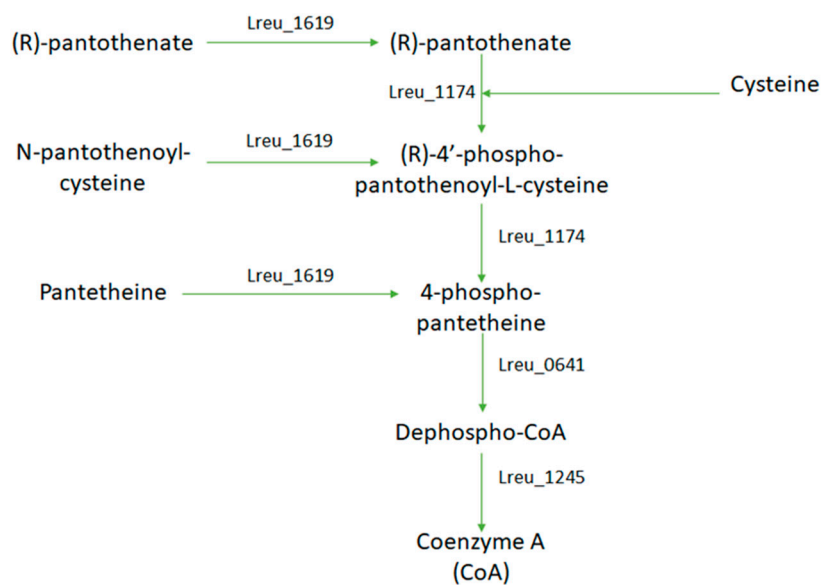 Lreu_1619
(R)-pantothenate
(R)-pantothenate
Lreu_1174
Cysteine
Lreu_1619
N-pantothenoyl-
cysteine
(R)-4’-phospho-
pantothenoyl-L-cysteine
Lreu_1174
Lreu_1619
Pantetheine
4-phospho-
pantetheine
Lreu_0641
Dephospho-CoA
Lreu_1245
Coenzyme A
(CoA)